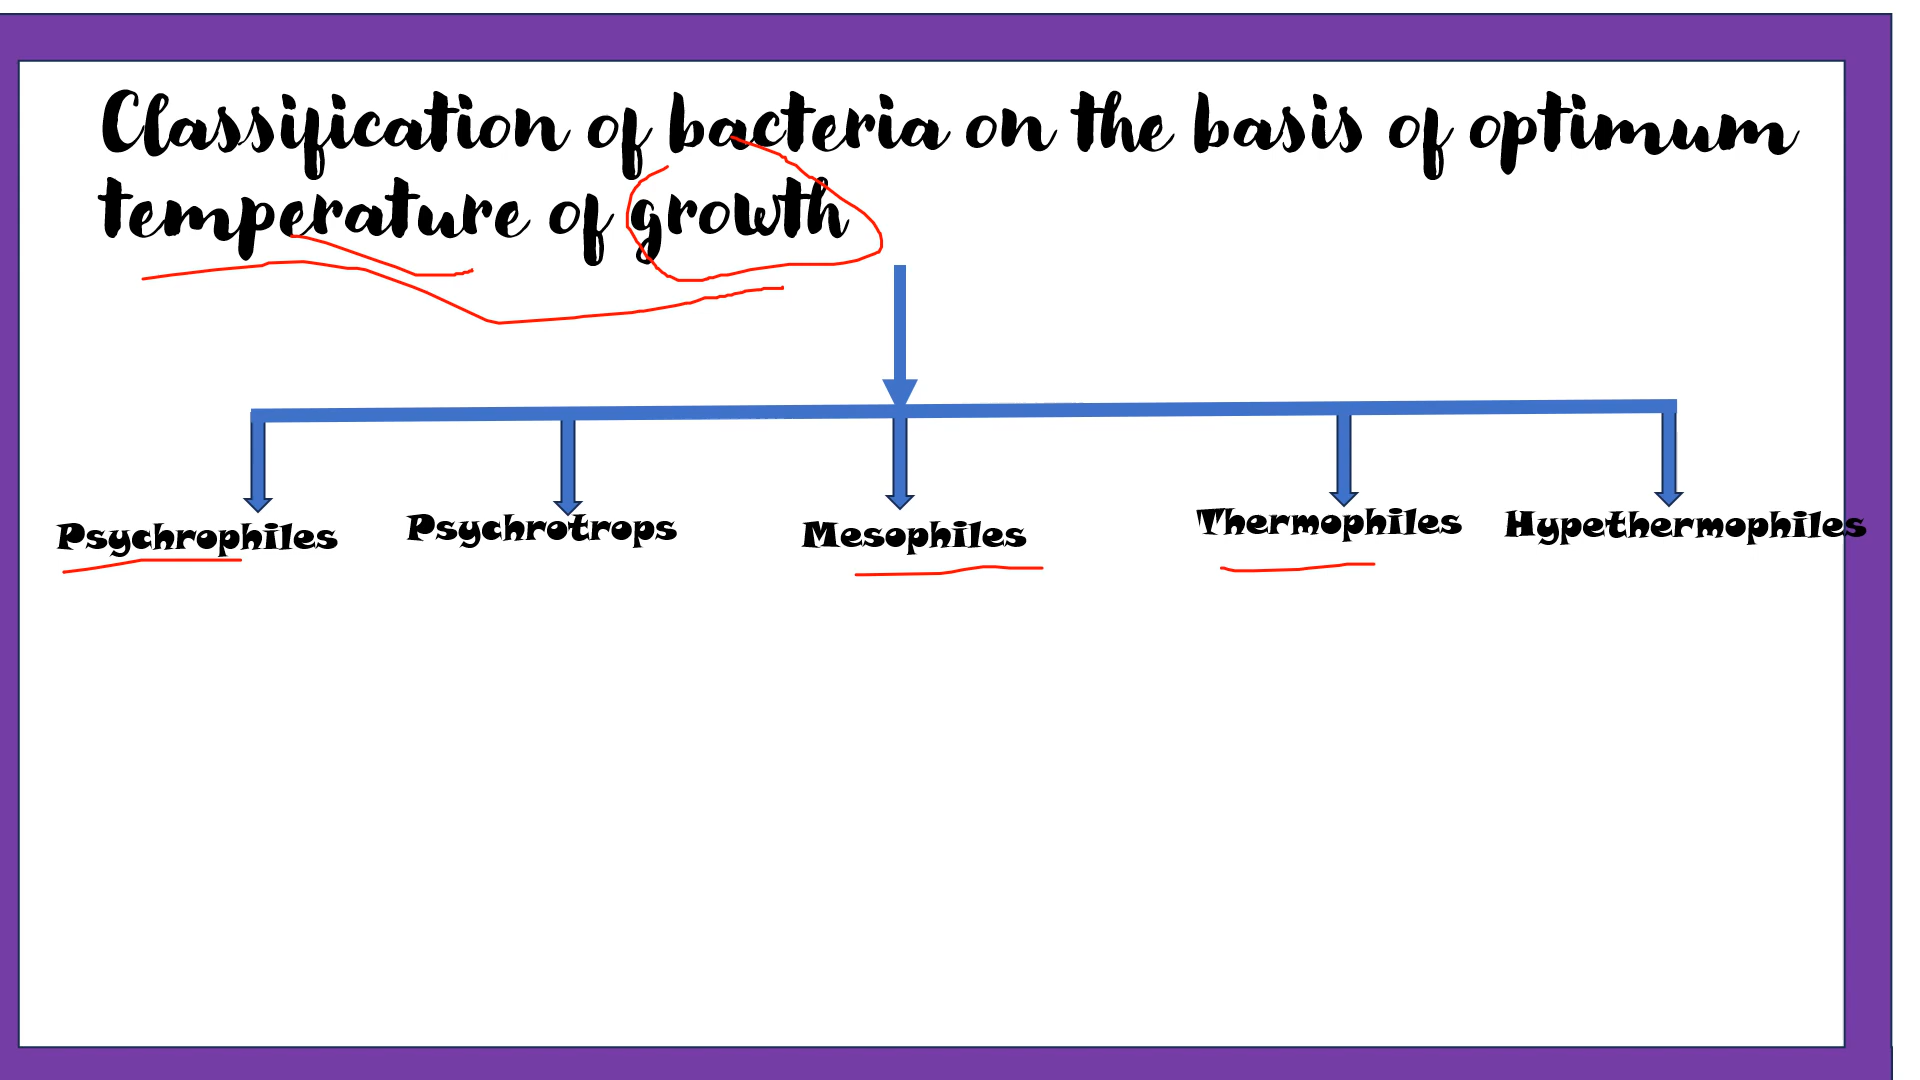 Classification of bacteria on the basis of optimum
temperature of growth
Psychrophiles
Psychrotrops
Mesophiles
Thermophiles
Hypethermophiles